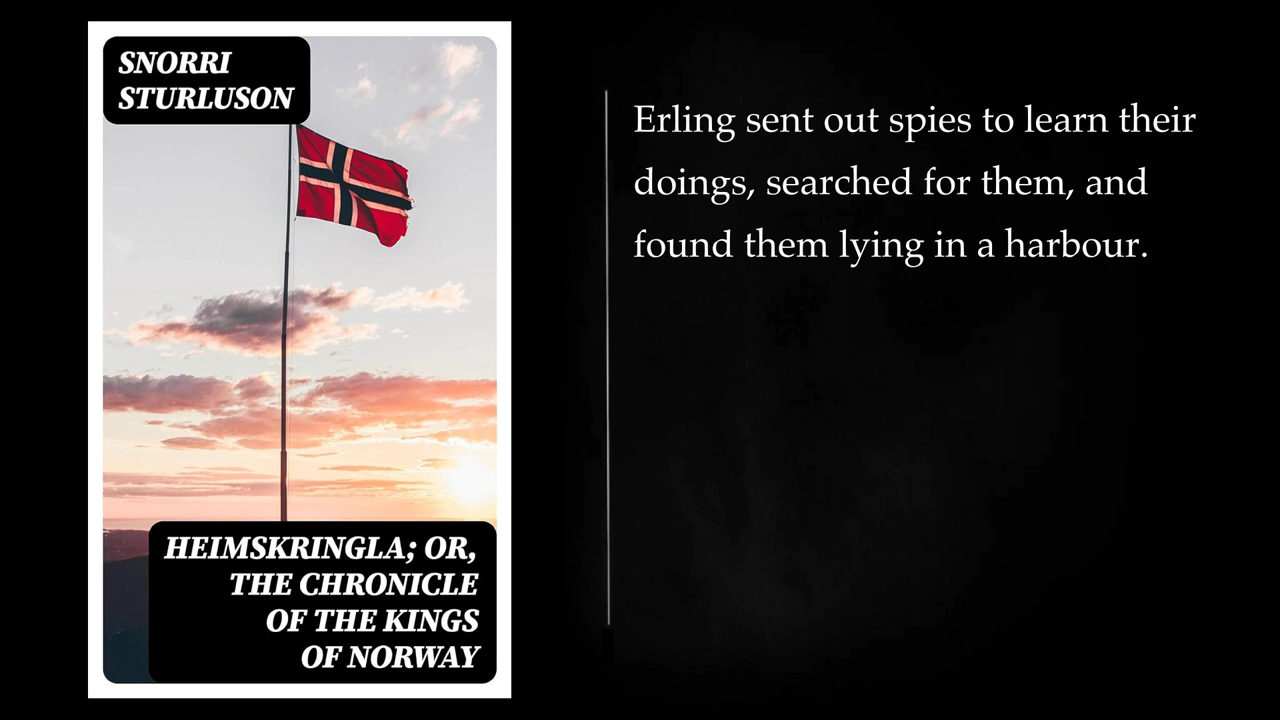 SNORRI
STURLUSON
HEIMSKRINGLA; OR,
THE CHRONICLE
OF THE KINGS
OF NORWAY
Erling sent out spies to learn their
doings, searched for them, and
found them lying in a harbour.